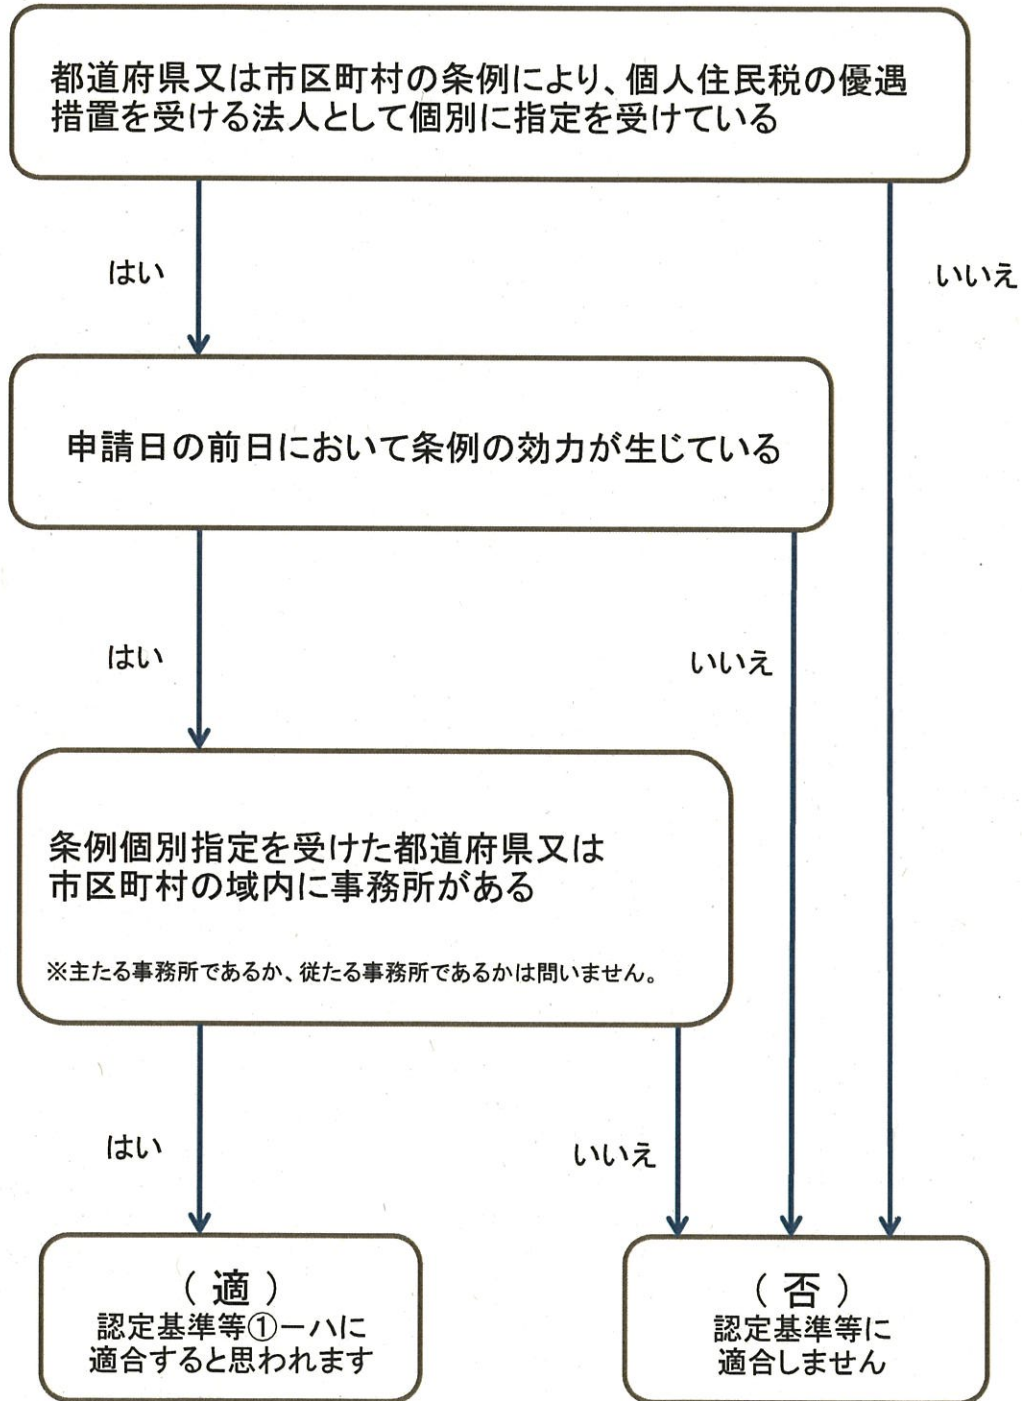 都道府県又は市区町村の条例により、個人住民税の優遇
措置を受ける法人として個別に指定を受けている
はい
いいえ
申請日の前日において条例の効力が生じている
はい
いいえ
条例個別指定を受けた都道府県又は
市区町村の域内に事務所がある
※主たる事務所であるか、従たる事務所であるかは問いません。
はい
いいえ
（ 適 ）
認定基準等①ーハに
適合すると思われます
（ 否 ）
認定基準等に
適合しません